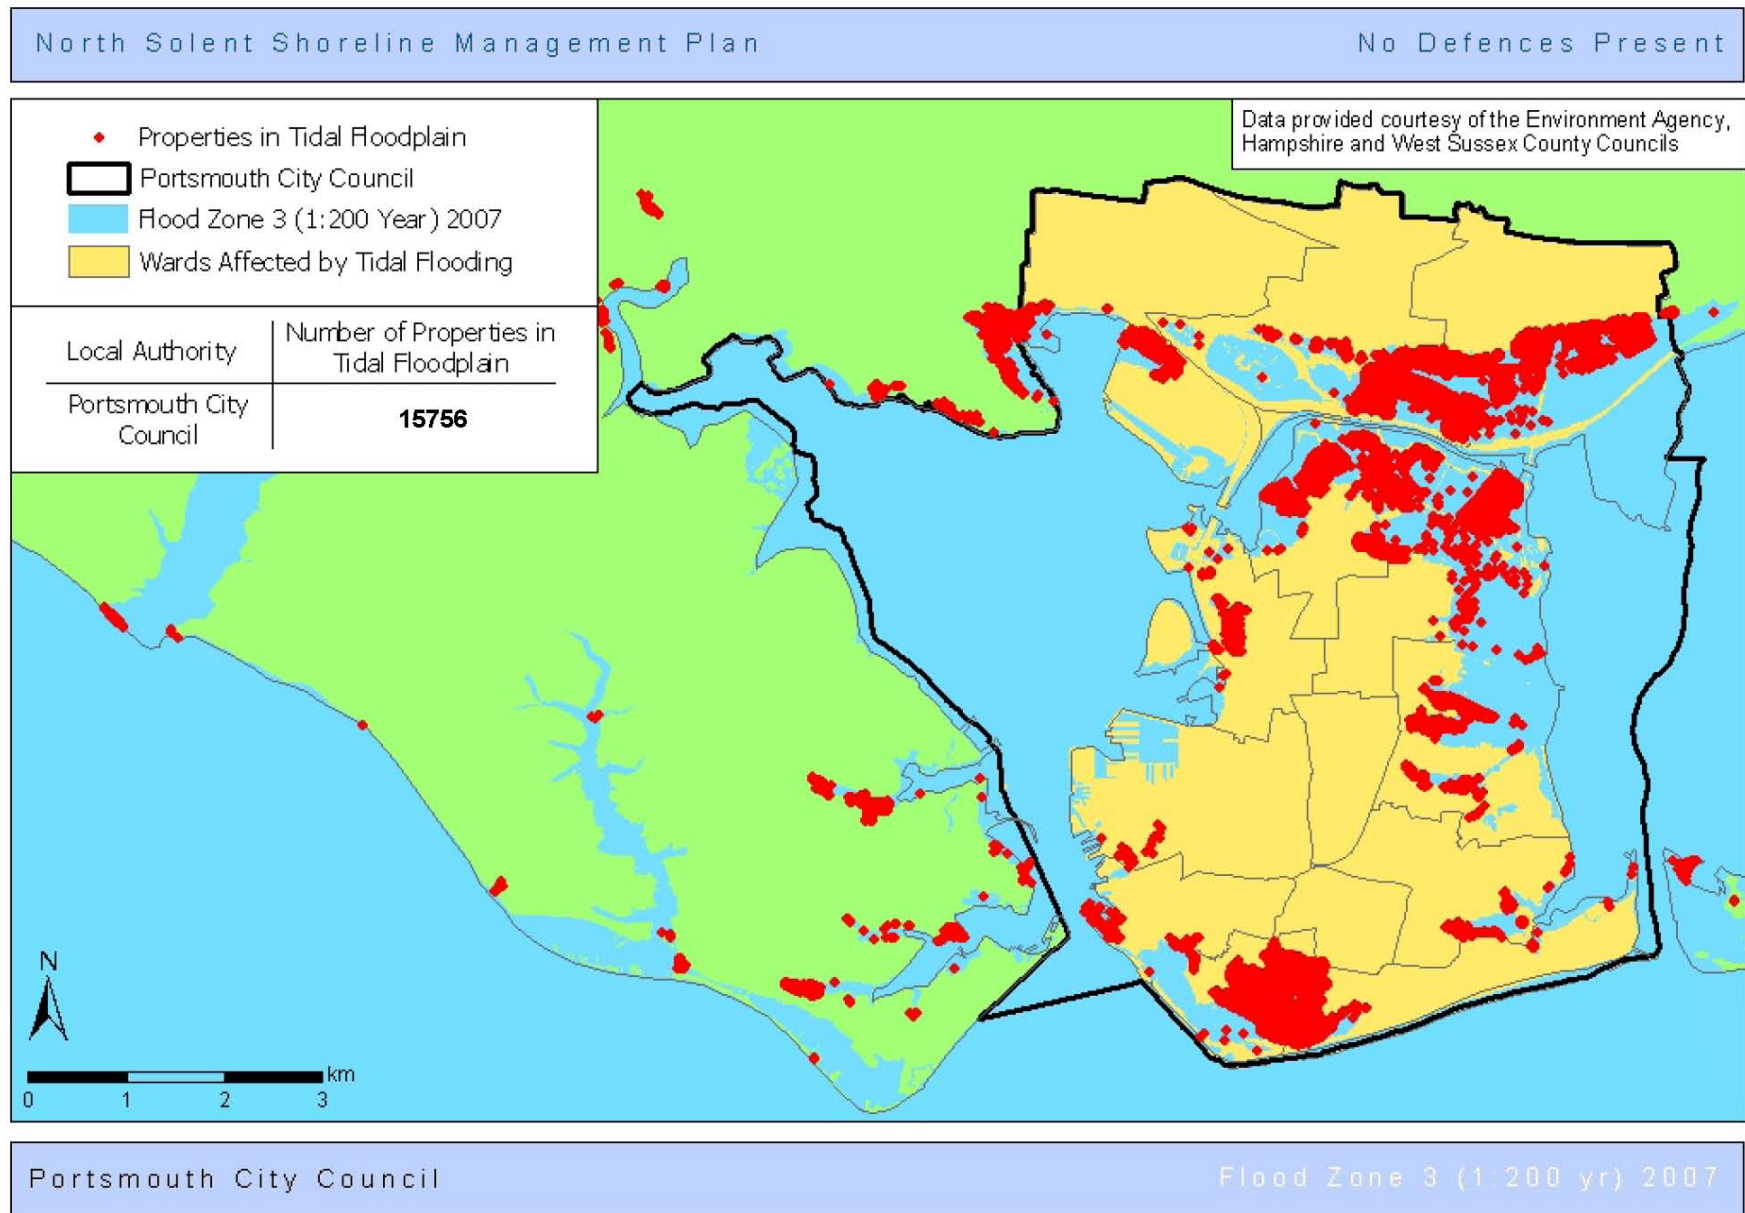 North Solent Shoreline Management Plan
No Defences Present
Properties in Tidal Floodplain
Portsmouth City Council
Flood Zone 3 (1:200 Year) 2007
Wards Affected by Tidal Flooding
Data provided courtesy of the Environment Agency,
Hampshire and West Sussex County Councils
Local Authority
Number of Properties in
Tidal Floodplain
Portsmouth City
Council
15756
N
km
0 1 2 3
Portsmouth City Council
Flood Zone 3 (1:200 yr) 2007